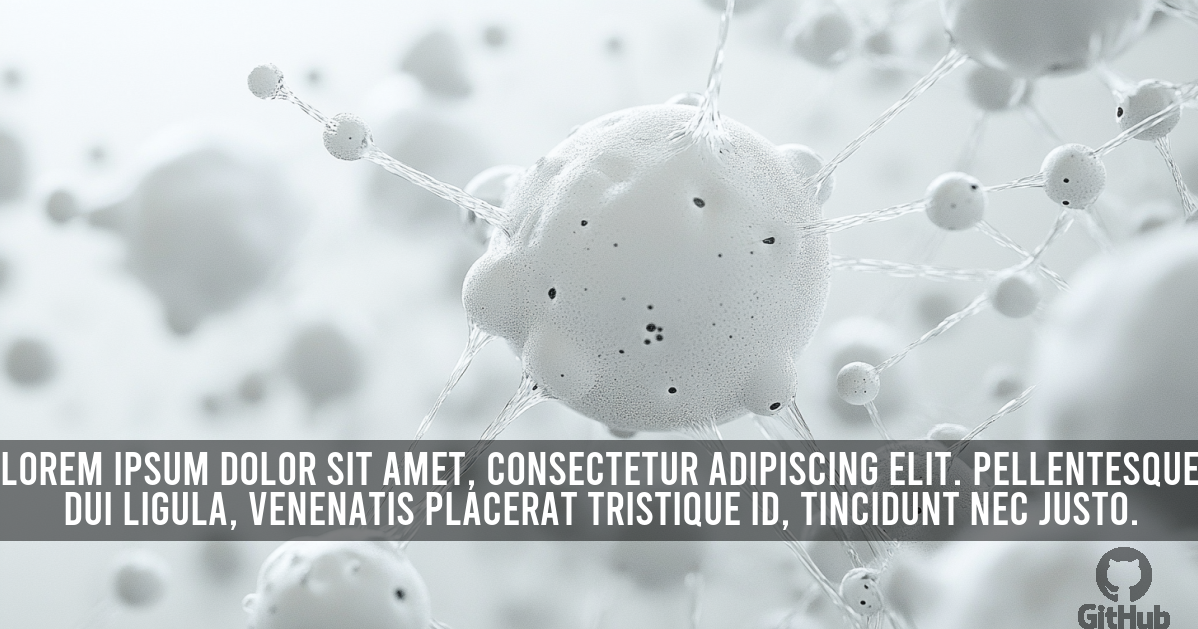 LOREM IPSUM DOLOR SIT AMET, CONSECTETUR ADIPISCING ELIT. PELLENTESQUE
DUI LIGULA, VENENATIS PLACERAT TRISTIQUE ID, TINCIDUNT NEC JUSTO.
GitHub